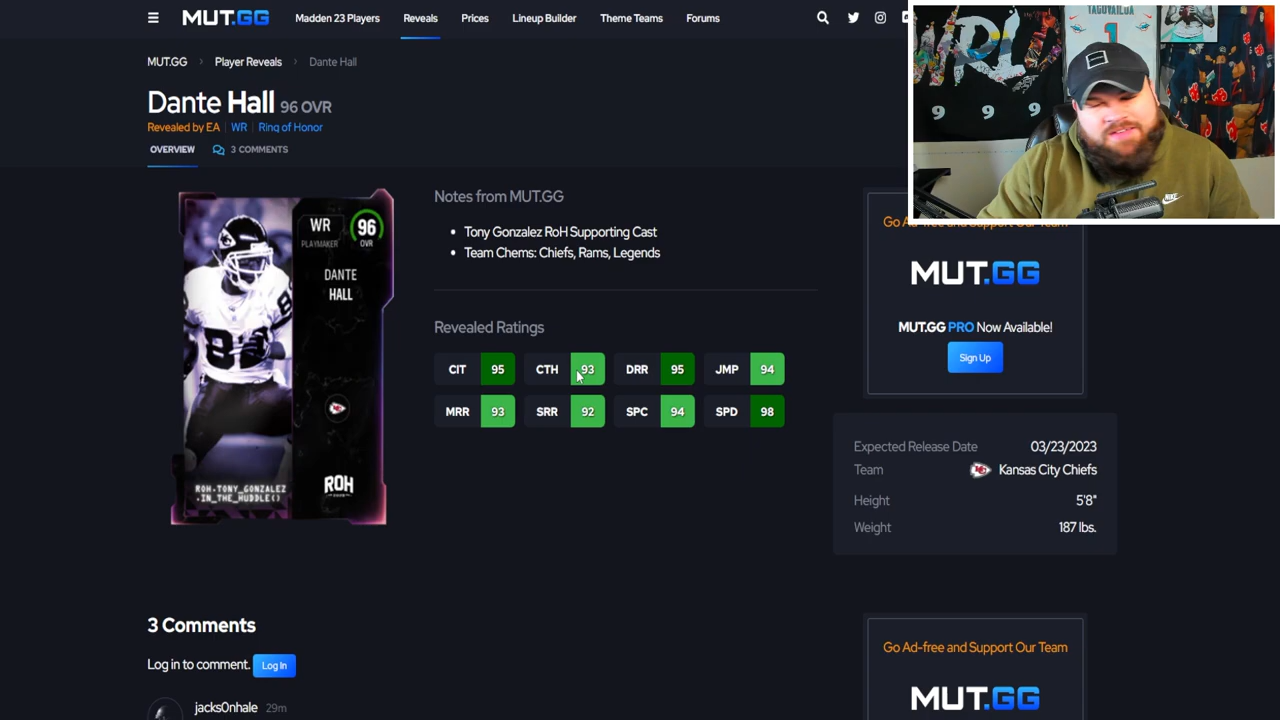 MUT.GG
Madden 23 Players
Reveals
Prices
Lineup Builder
Theme Teams
Forums
MUT.GG > Player Reveals > Dante Hall
Dante Hall 96 OVR
Revealed by EA | WR | Ring of Honor
OVERVIEW
3 COMMENTS
WR
PLAYMAKER
96
OVR
DANTE
HALL
ROH.TONY_GONZALEZ
.IN_THE_HUDDLE()
ROH
Notes from MUT.GG
• Tony Gonzalez RoH Supporting Cast
• Team Chems: Chiefs, Rams, Legends
Revealed Ratings
CIT 95 CTH 93 DRR 95 JMP 94
MRR 93 SRR 92 SPC 94 SPD 98
TAGOVAILOA
1
9 9 9
MUT.GG
MUT.GG PRO Now Available!
Sign Up
Expected Release Date 03/23/2023
Team Kansas City Chiefs
Height 5'8"
Weight 187 lbs.
3 Comments
Log in to comment. Log In
jacks0nhale 29m
Go Ad-free and Support Our Team
MUT.GG